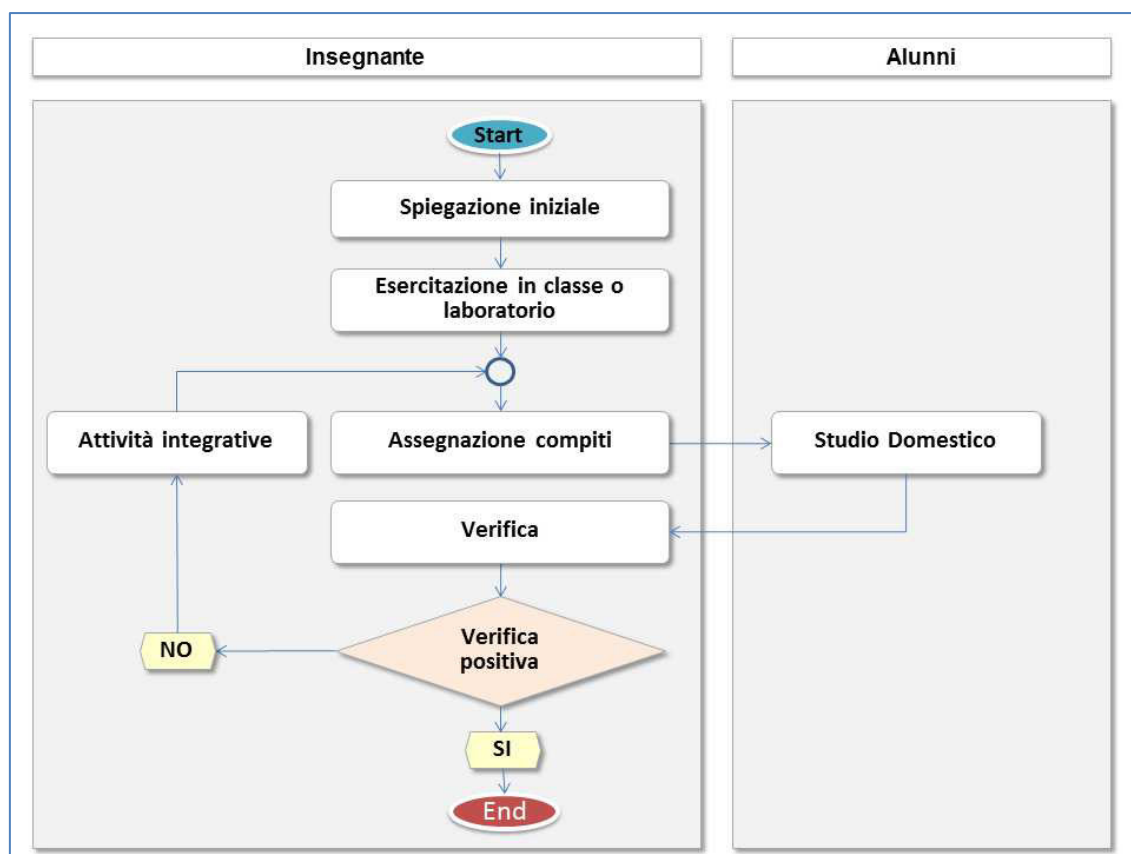 Insegnante
Alunni
Start
Spiegazione iniziale
Esercitazione in classe o
laboratorio
Attività integrative
Assegnazione compiti
Studio Domestico
Verifica
Verifica
positiva
NO
SI
End